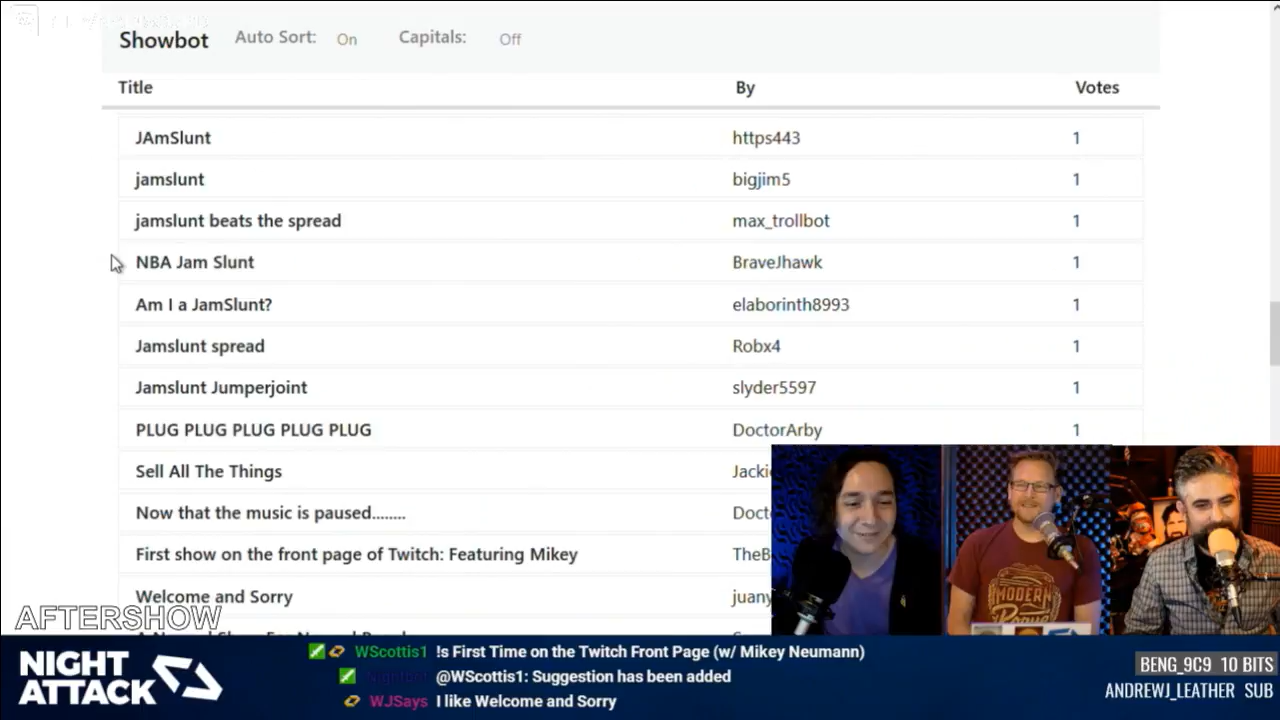 Showbot Auto Sort: On Capitals: Off
Title By Votes
JAmSlunt https443 1
jamslunt bigjim5 1
jamslunt beats the spread max_trollbot 1
NBA Jam Slunt BraveJhawk 1
Am I a JamSlunt? elaborinth8993 1
Jamslunt spread Robx4 1
Jamslunt Jumperjoint slyder5597 1
PLUG PLUG PLUG PLUG PLUG DoctorArby 1
Sell All The Things
Now that the music is paused........
First show on the front page of Twitch: Featuring Mikey
Welcome and Sorry
MODERN
AFTERSHOW
NIGHT
ATTACK
WScottis1 !s First Time on the Twitch Front Page (w/ Mikey Neumann)
Nightbot @WScottis1: Suggestion has been added
WJSays I like Welcome and Sorry
BENG_9C9 10 BITS
ANDREWJ_LEATHER SUB